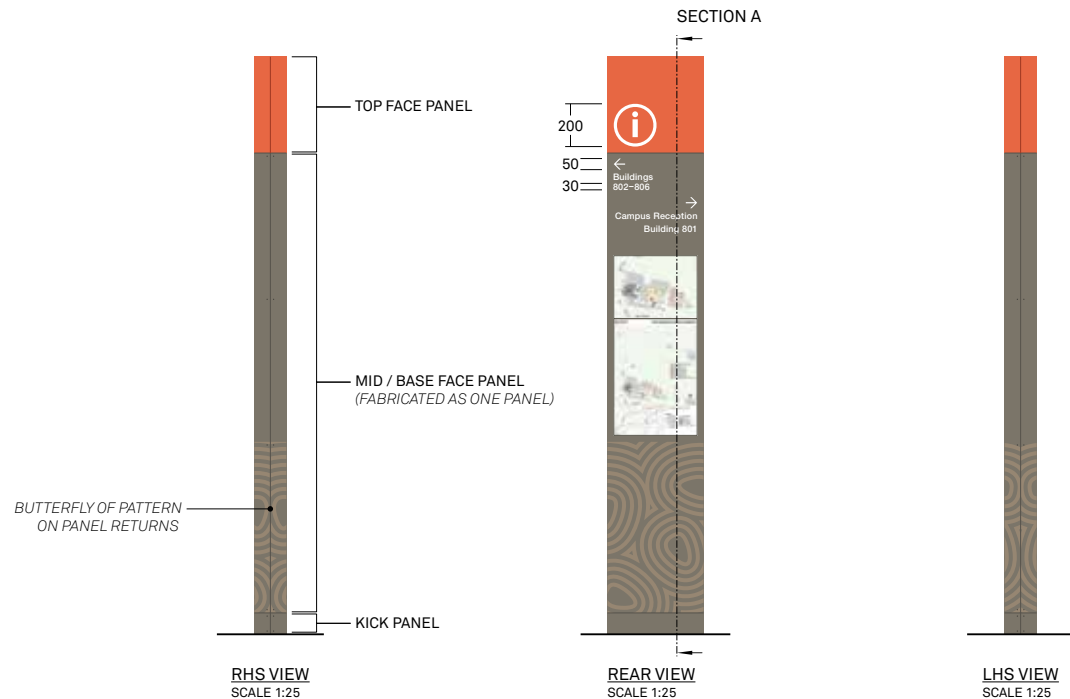 SECTION A
TOP FACE PANEL
200
i
50
30
←
Buildings
802–806
→
Campus Reception
Building 801
MID / BASE FACE PANEL
(FABRICATED AS ONE PANEL)
BUTTERFLY OF PATTERN
ON PANEL RETURNS
KICK PANEL
RHS VIEW
SCALE 1:25
REAR VIEW
SCALE 1:25
LHS VIEW
SCALE 1:25